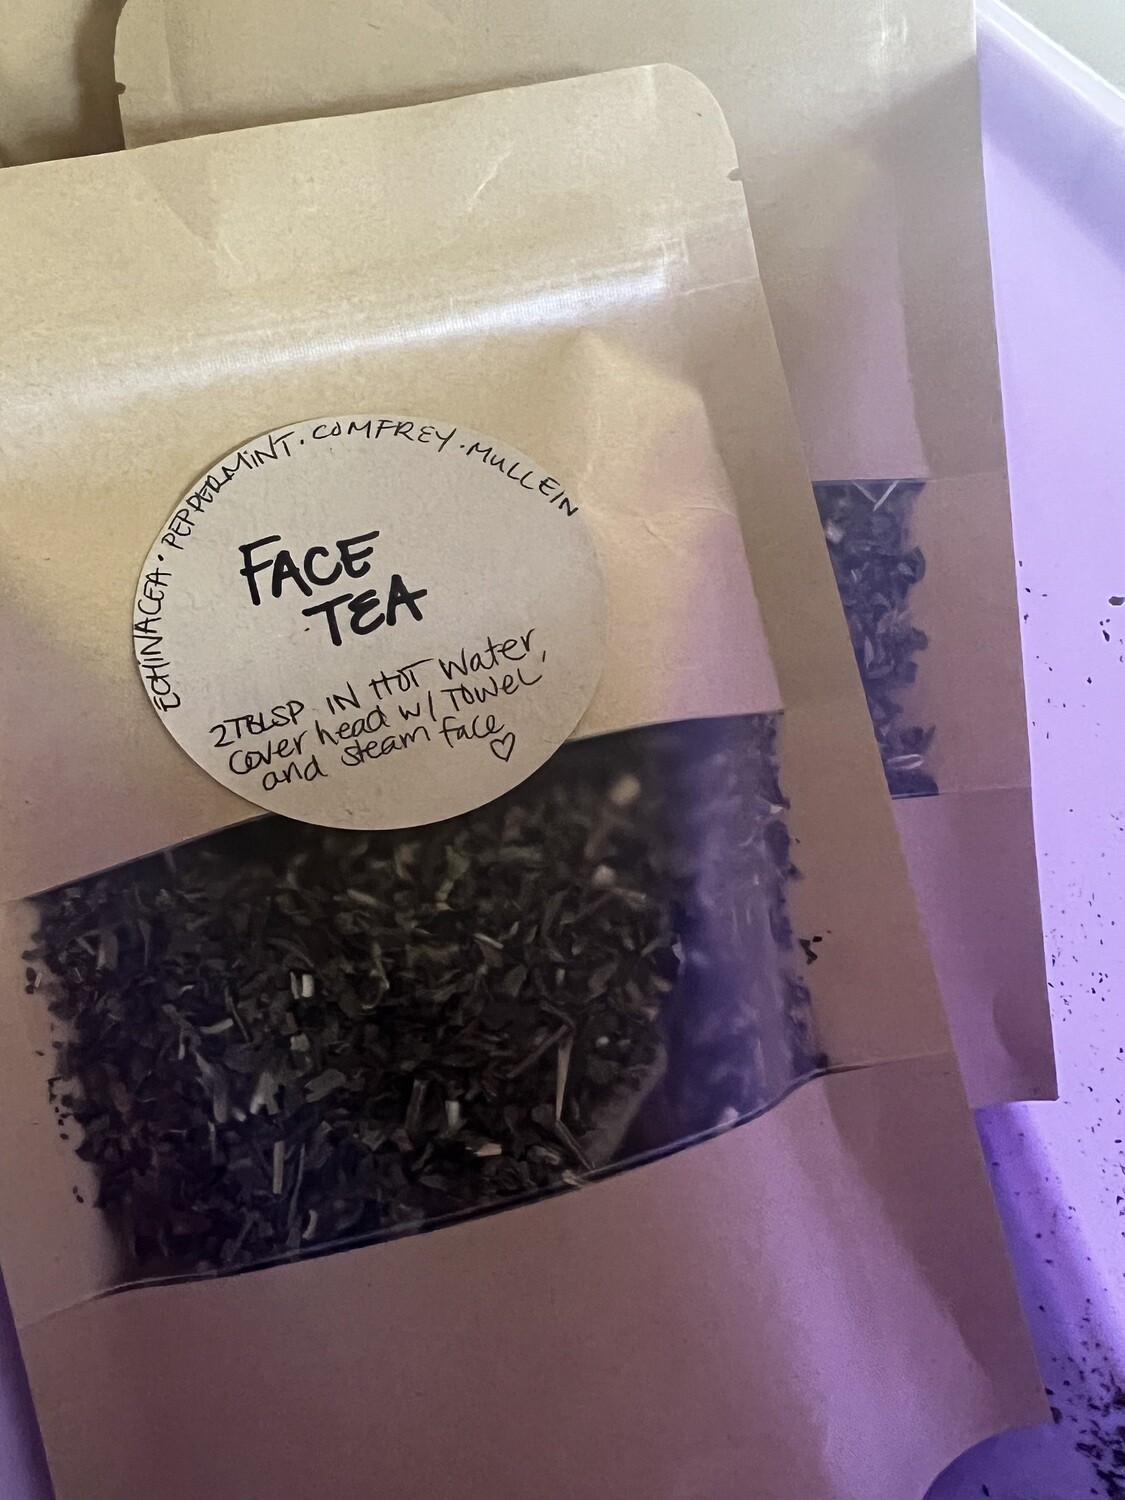 ECHINACEA · PEPPERMINT · COMFREY · MULLEIN
FACE
TEA
2TBLSP IN HOT Water,
Cover head w/ TOWEL
and steam face
♡